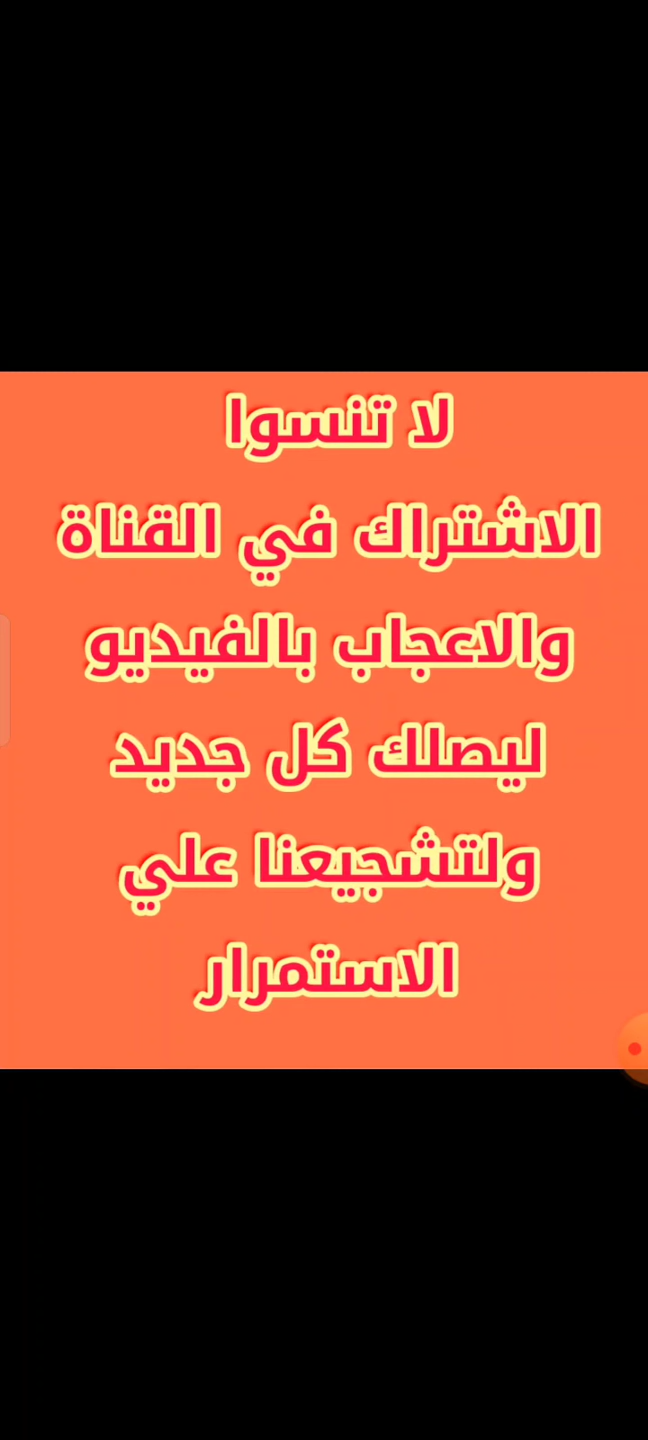 لا تنسوا
الاشتراك في القناة
والاعجاب بالفيديو
ليصلك كل جديد
ولتشجيعنا علي
الاستمرار